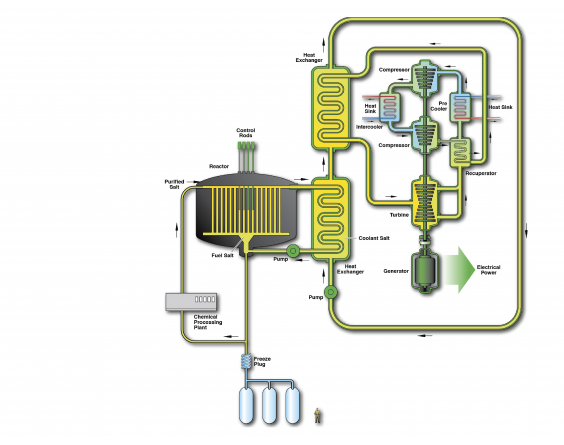 Heat
Exchanger
Compressor
Heat
Sink
Pre
Cooler
Heat Sink
Intercooler
Control
Rods
Compressor
Reactor
Recuperator
Purified
Salt
Turbine
Coolant Salt
Fuel Salt
Pump
Heat
Exchanger
Generator
Electrical
Power
Pump
Chemical
Processing
Plant
Freeze
Plug